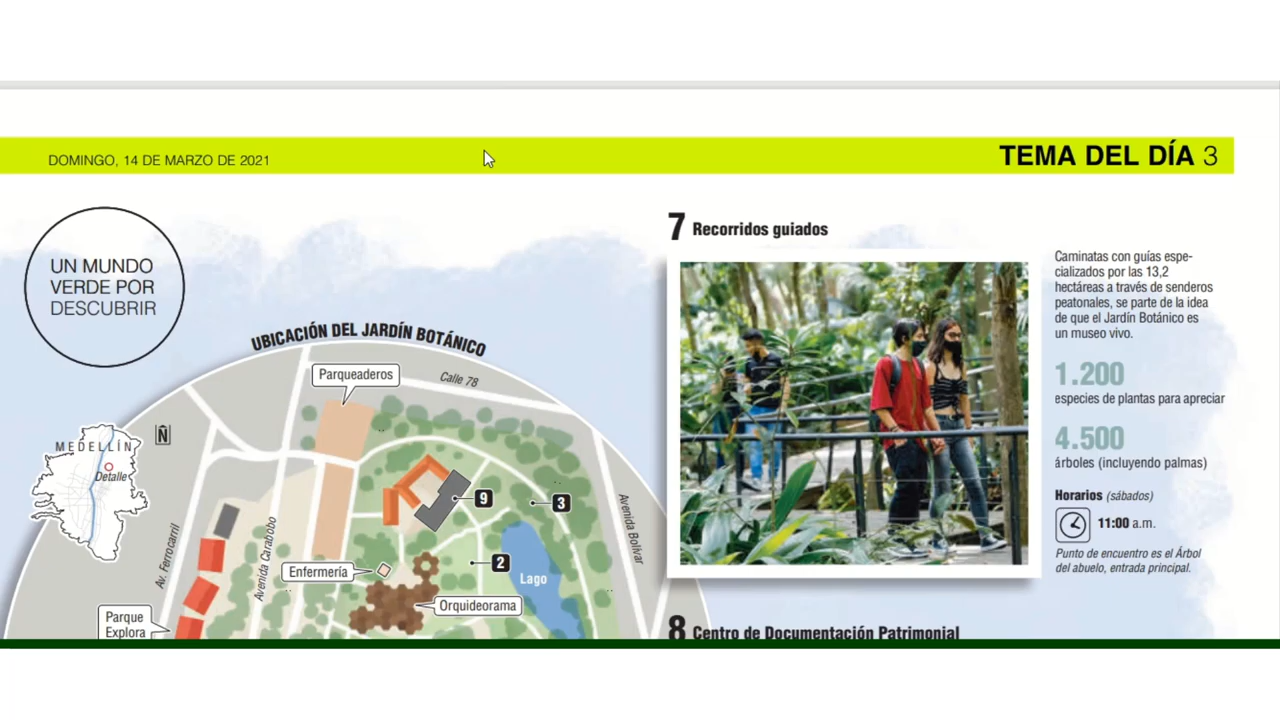 DOMINGO, 14 DE MARZO DE 2021
TEMA DEL DÍA 3
UN MUNDO
VERDE POR
DESCUBRIR
UBICACIÓN DEL JARDÍN BOTÁNICO
Parqueaderos
Calle 78
N
MEDELLÍN
Detalle
9
3
Av. Ferrocarril
Avenida Carabobo
Avenida Bolívar
2
Enfermería
Lago
Orquideorama
Parque
Explora
7 Recorridos guiados
Caminatas con guías espe-
cializados por las 13,2
hectáreas a través de senderos
peatonales, se parte de la idea
de que el Jardín Botánico es
un museo vivo.
1.200
especies de plantas para apreciar
4.500
árboles (incluyendo palmas)
Horarios (sábados)
11:00 a.m.
Punto de encuentro es el Árbol
del abuelo, entrada principal.
8 Centro de Documentación Patrimonial